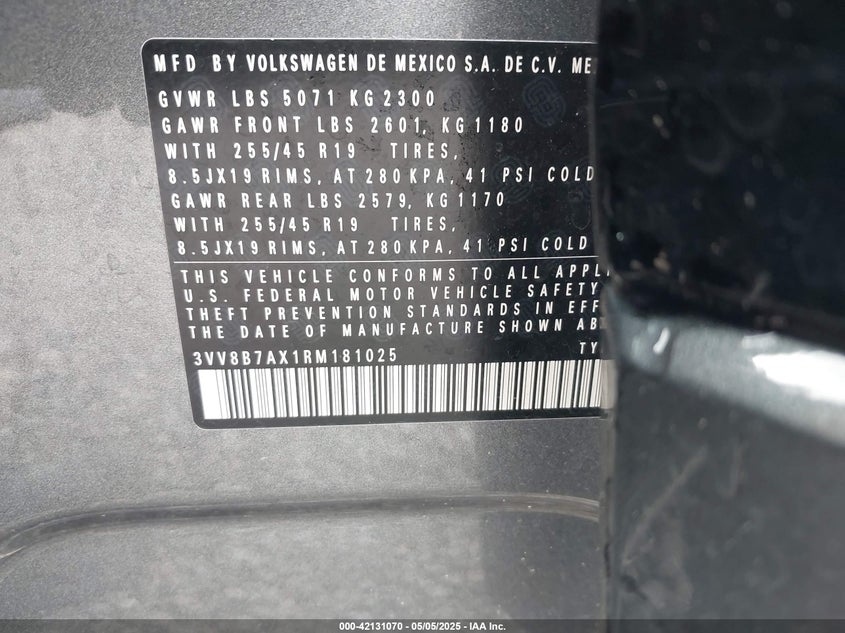 MFD BY VOLKSWAGEN DE MEXICO S.A. DE C.V. ME
GVWR LBS 5071 KG 2300
GAWR FRONT LBS 2601, KG 1180
WITH 255/45 R19 TIRES,
8.5JX19 RIMS, AT 280 KPA, 41 PSI COLD
GAWR REAR LBS 2579, KG 1170
WITH 255/45 R19 TIRES,
8.5JX19 RIMS, AT 280 KPA, 41 PSI COLD
THIS VEHICLE CONFORMS TO ALL APPL
U.S. FEDERAL MOTOR VEHICLE SAFETY
THEFT PREVENTION STANDARDS IN EFF
THE DATE OF MANUFACTURE SHOWN AB
3VV8B7AX1RM181025 TY
000-42131070 - 05/05/2025 - IAA Inc.